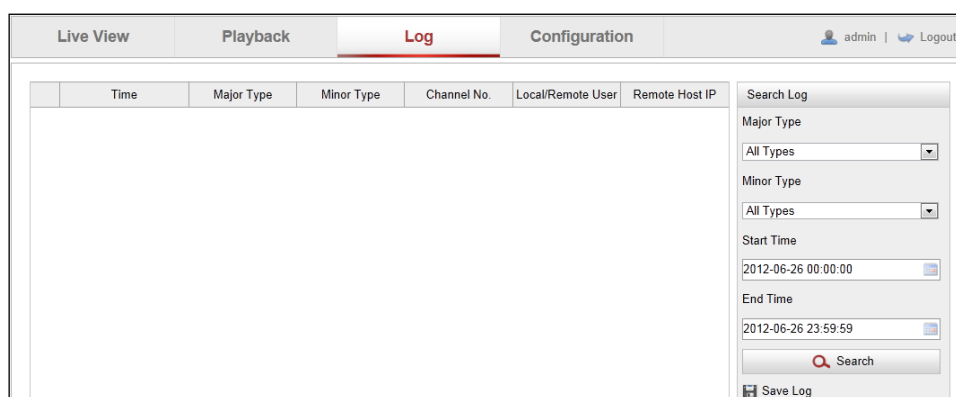 Live View Playback Log Configuration admin | Logout
Time Major Type Minor Type Channel No. Local/Remote User Remote Host IP
Search Log
Major Type
All Types
Minor Type
All Types
Start Time
2012-06-26 00:00:00
End Time
2012-06-26 23:59:59
Search
Save Log